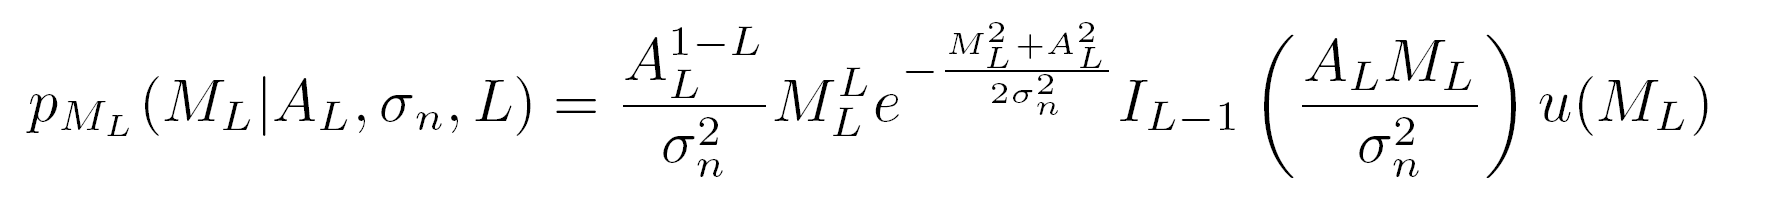 p_{M_L}(M_L|A_L, σ_n, L) = \frac{A_L^{1-L}}{σ_n^2} M_L^L e^{-\frac{M_L^2+A_L^2}{2σ_n^2}} I_{L-1} \left( \frac{A_L M_L}{σ_n^2} \right) u(M_L)